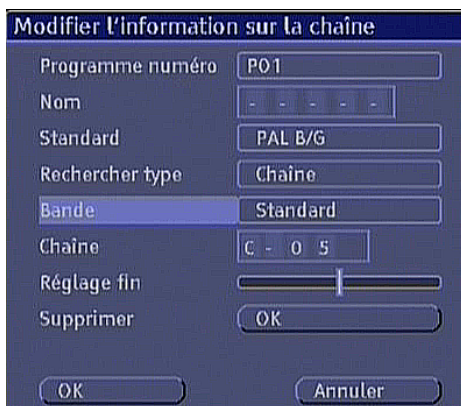 Modifier l'information sur la chaîne
Programme numéro P01
Nom - - - - -
Standard PAL B/G
Rechercher type Chaîne
Bande Standard
Chaîne C - 0 5
Réglage fin
Supprimer OK
OK Annuler